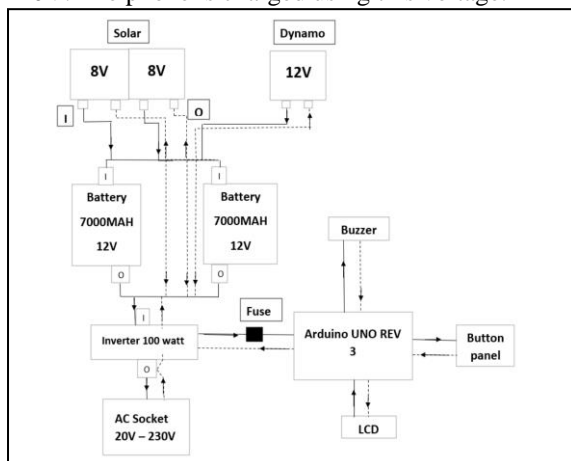 Solar
Dynamo
8V
8V
12V
I
O
I
I
Battery
7000MAH
12V
Battery
7000MAH
12V
O
O
Buzzer
Fuse
I
Inverter 100 watt
Arduino UNO REV
3
Button
panel
O
AC Socket
20V – 230V
LCD